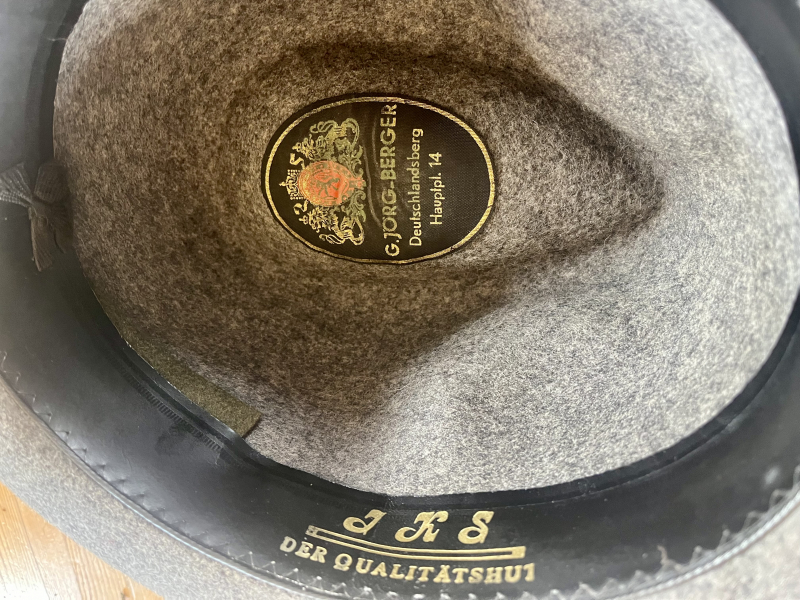 G. JÖRG-BERGER
Deutschlandsberg
Hauptpl. 14
JKS
DER QUALITÄTSHUT